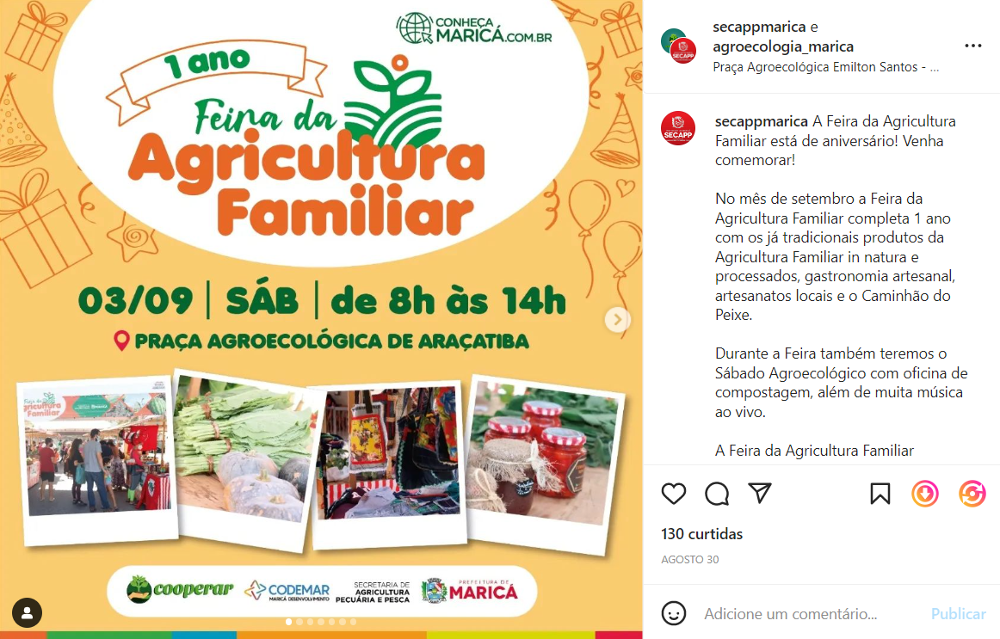 CONHEÇA
MARICÁ.COM.BR
1 ano
Feira da
Agricultura
Familiar
03/09 | SÁB | de 8h às 14h
PRAÇA AGROECOLÓGICA DE ARAÇATIBA
Feira da
Agricultura
Familiar
cooperar
CODEMAR
MARICÁ DESENVOLVIMENTO
SECRETARIA DE
AGRICULTURA
PECUÁRIA E PESCA
PREFEITURA DE
MARICÁ
secappmarica e
agroecologia_marica
Praça Agroecológica Emilton Santos - ...
SECAPP
SECAPP
secappmarica A Feira da Agricultura
Familiar está de aniversário! Venha
comemorar!
No mês de setembro a Feira da
Agricultura Familiar completa 1 ano
com os já tradicionais produtos da
Agricultura Familiar in natura e
processados, gastronomia artesanal,
artesanatos locais e o Caminhão do
Peixe.
Durante a Feira também teremos o
Sábado Agroecológico com oficina de
compostagem, além de muita música
ao vivo.
A Feira da Agricultura Familiar
130 curtidas
AGOSTO 30
Adicione um comentário...
Publicar